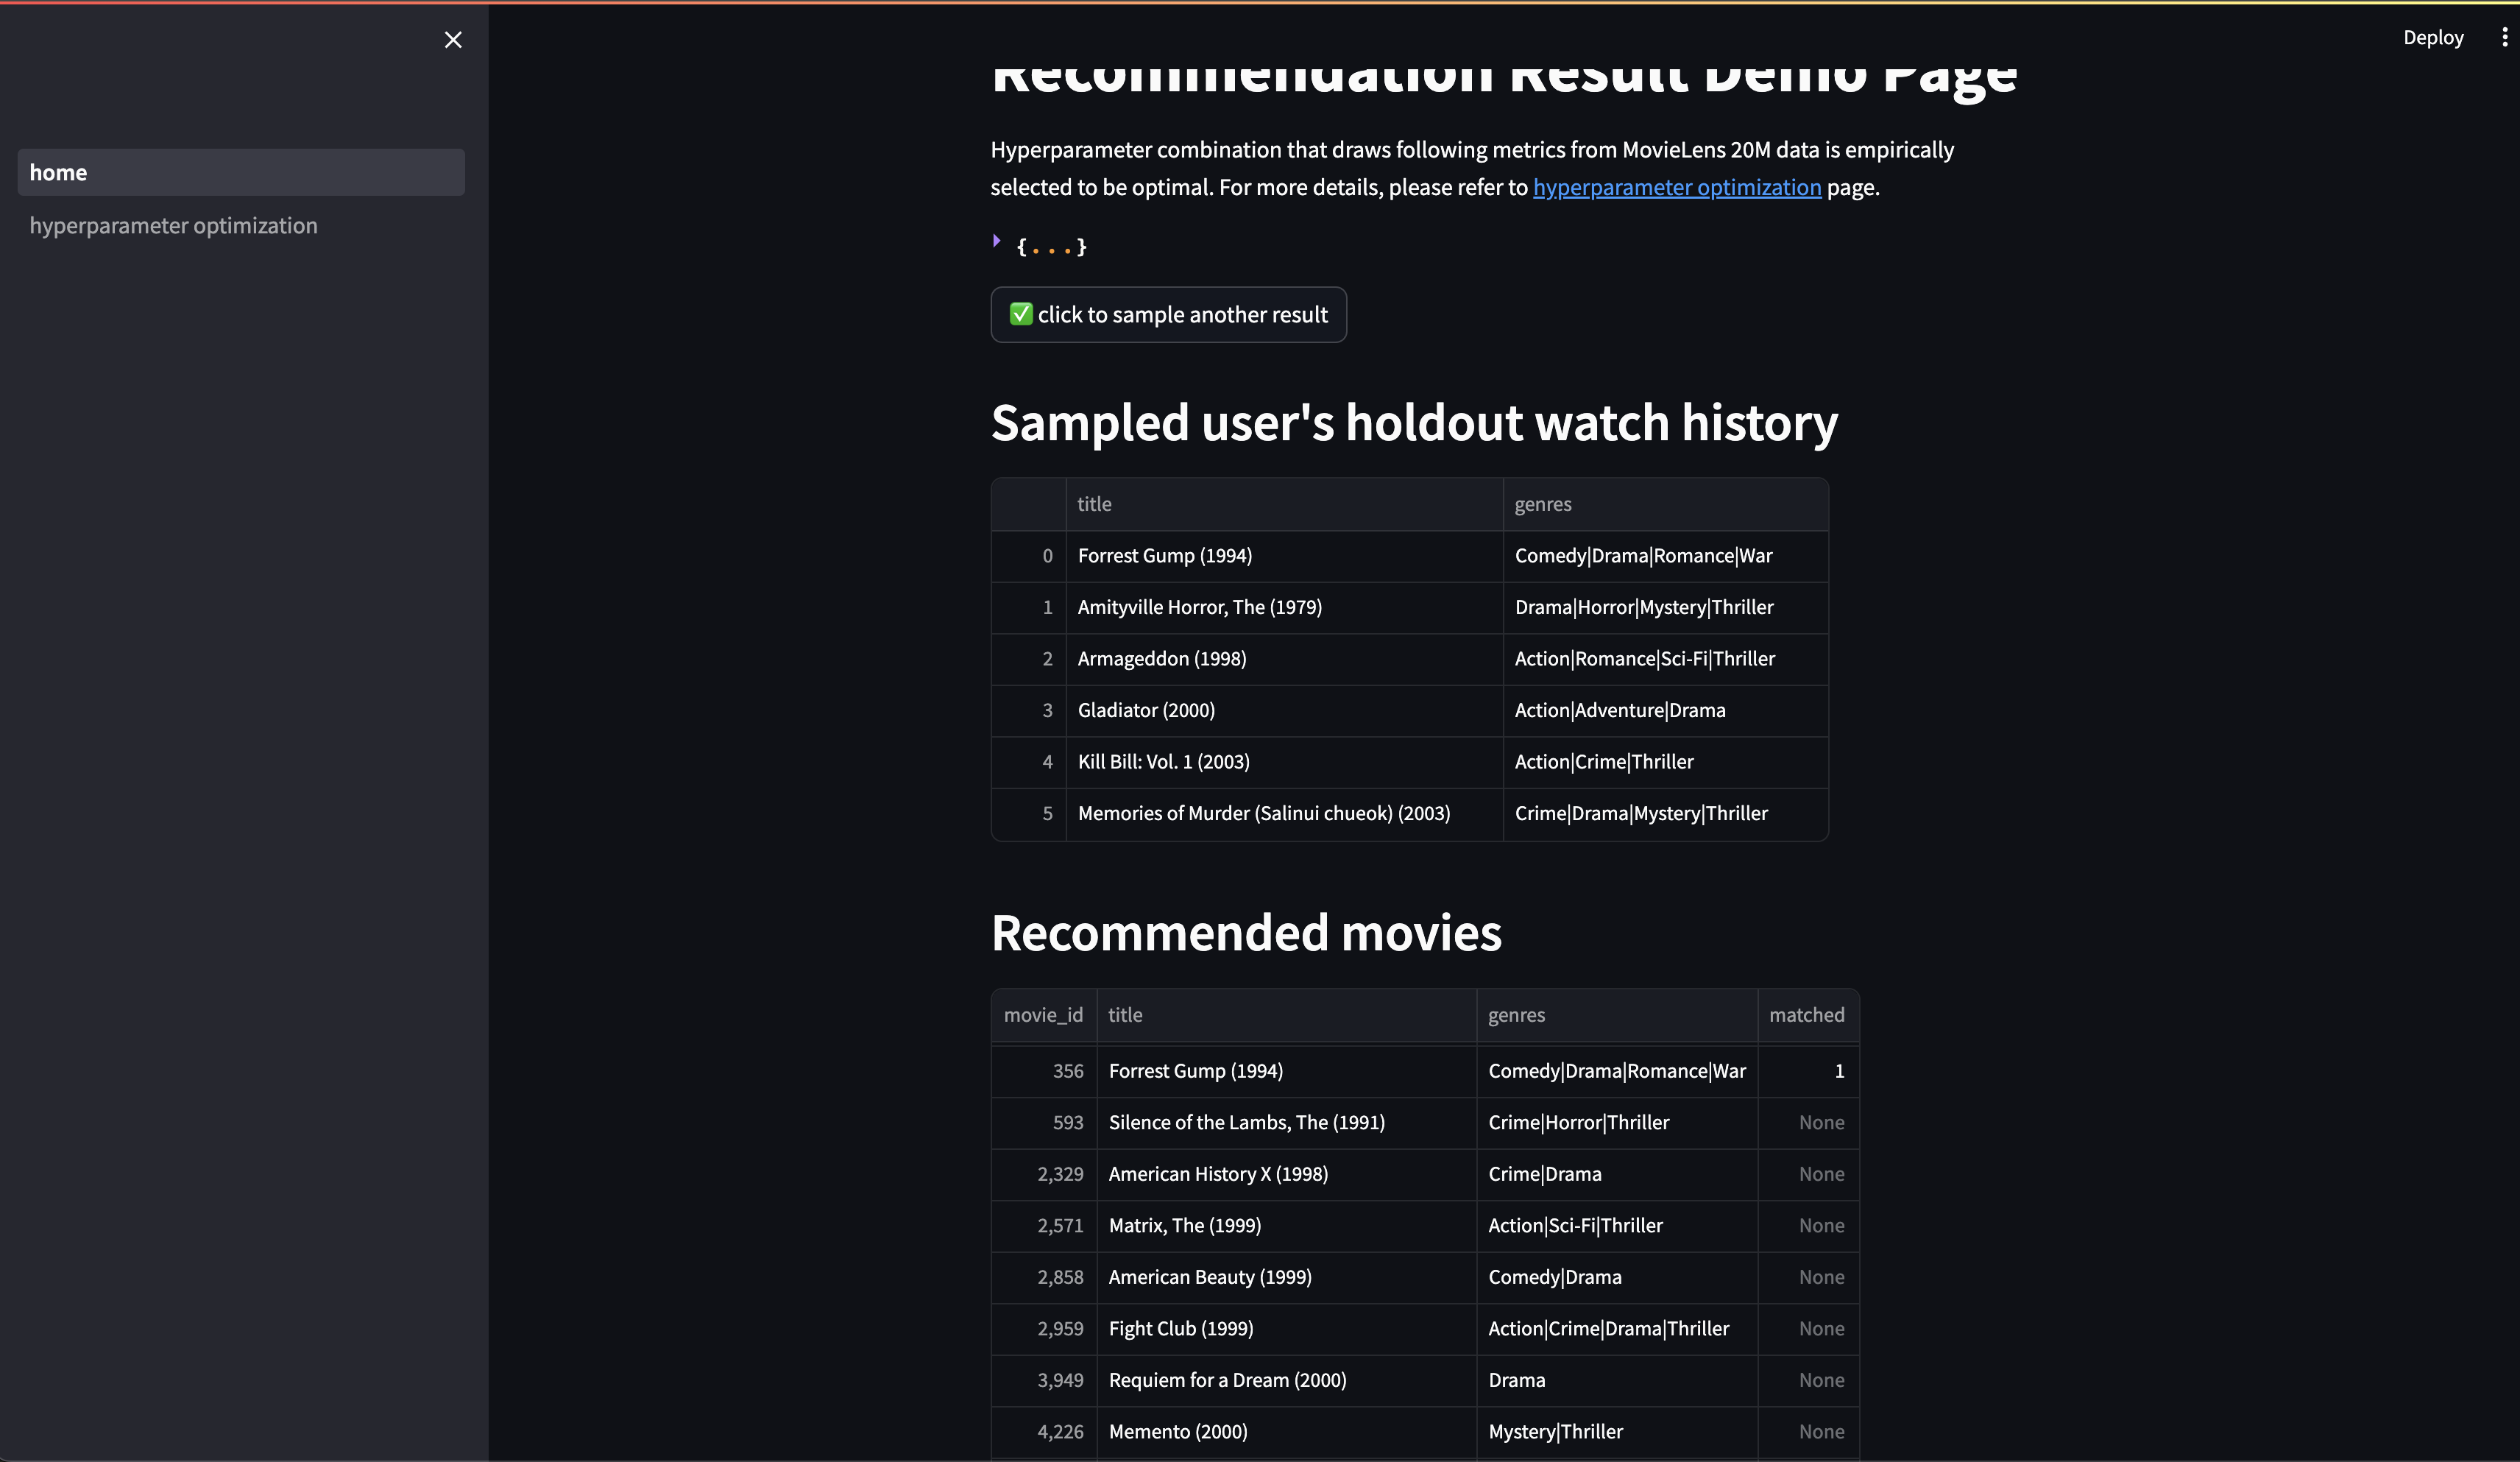 Deploy
Recommendation Result Demo Page
home
hyperparameter optimization
Hyperparameter combination that draws following metrics from MovieLens 20M data is empirically
selected to be optimal. For more details, please refer to hyperparameter optimization page.
{...}
✅ click to sample another result
Sampled user's holdout watch history
title genres
0 Forrest Gump (1994) Comedy|Drama|Romance|War
1 Amityville Horror, The (1979) Drama|Horror|Mystery|Thriller
2 Armageddon (1998) Action|Romance|Sci-Fi|Thriller
3 Gladiator (2000) Action|Adventure|Drama
4 Kill Bill: Vol. 1 (2003) Action|Crime|Thriller
5 Memories of Murder (Salinui chueok) (2003) Crime|Drama|Mystery|Thriller
Recommended movies
movie_id title genres matched
356 Forrest Gump (1994) Comedy|Drama|Romance|War 1
593 Silence of the Lambs, The (1991) Crime|Horror|Thriller None
2,329 American History X (1998) Crime|Drama None
2,571 Matrix, The (1999) Action|Sci-Fi|Thriller None
2,858 American Beauty (1999) Comedy|Drama None
2,959 Fight Club (1999) Action|Crime|Drama|Thriller None
3,949 Requiem for a Dream (2000) Drama None
4,226 Memento (2000) Mystery|Thriller None